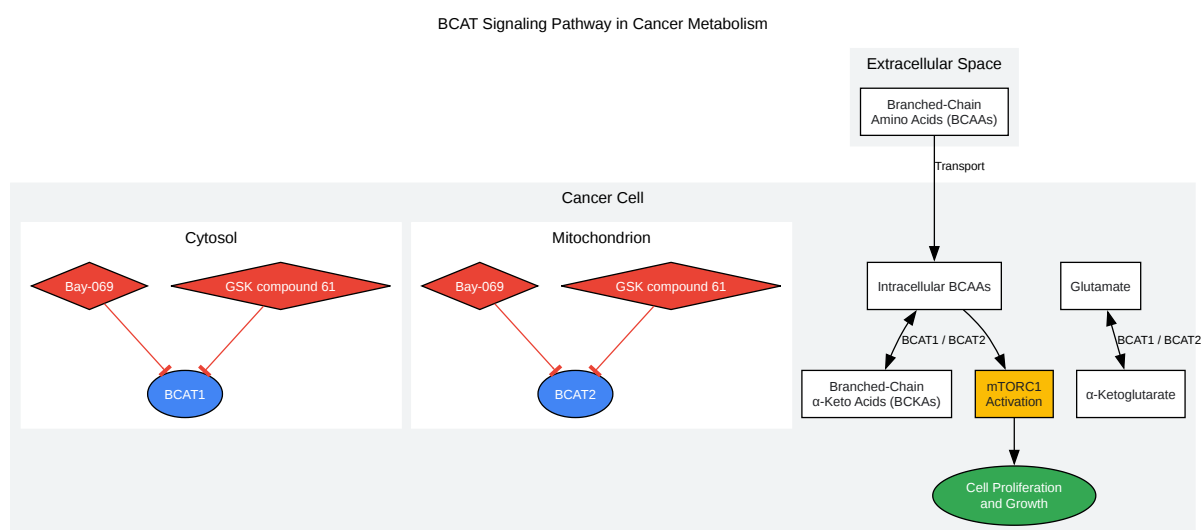 BCAT Signaling Pathway in Cancer Metabolism
Extracellular Space
Branched-Chain
Amino Acids (BCAAs)
Transport
Cancer Cell
Cytosol
Bay-069
GSK compound 61
BCAT1
Mitochondrion
Bay-069
GSK compound 61
BCAT2
Intracellular BCAAs
BCAT1 / BCAT2
Branched-Chain
α-Keto Acids (BCKAs)
mTORC1
Activation
Cell Proliferation
and Growth
Glutamate
BCAT1 / BCAT2
α-Ketoglutarate